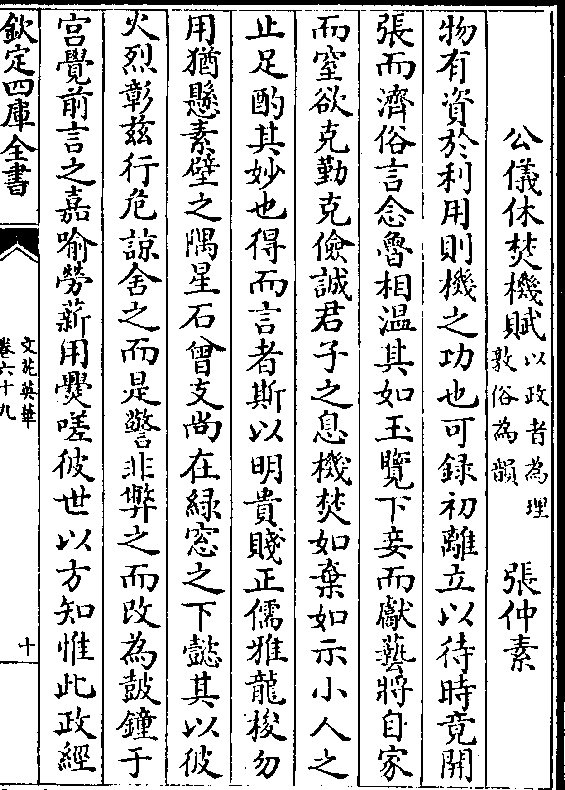 公儀休焚機賦以政者為理敦俗為韻 張仲素
物有資於利用則機之功也可録初離立以待時竟開
張而濟俗言念魯相温其如玉覽下妾而獻藝將自家
而窒欲克勤克儉誠君子之息機焚如棄如示小人之
止足酌其妙也得而言者斯以明貴賤正儒雅龍梭勿
用猶懸素壁之隅星石曾支尚在緑窓之下懿其以彼
火烈彰兹行危諒舍之而是警非弊之而改為鼓鐘于
宫覺前言之嘉喻勞薪用爨嗟彼世以方知惟此政經
欽定四庫全書
文苑英華
卷六十九
十